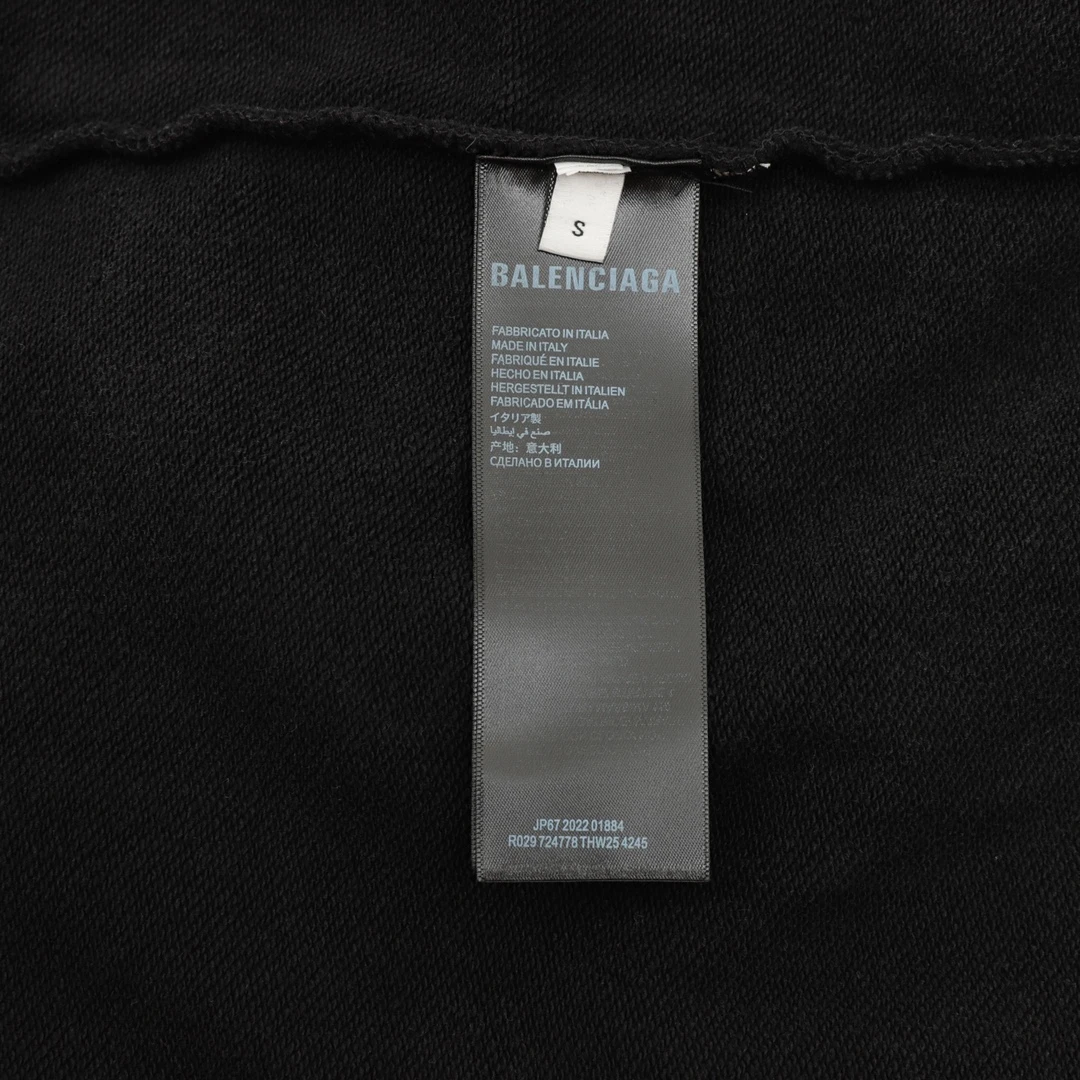 S
BALENCIAGA
FABBRICATO IN ITALIA
MADE IN ITALY
FABRIQUÉ EN ITALIE
HECHO EN ITALIA
HERGESTELLT IN ITALIEN
FABRICADO EM ITÁLIA
イタリア製
صنع في إيطاليا
产地：意大利
СДЕЛАНО В ИТАЛИИ
JP67 2022 01884
R029 724778 THW25 4245